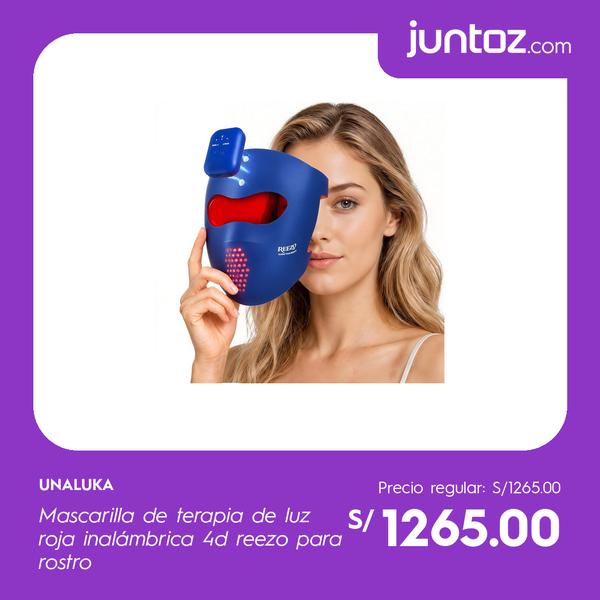 juntoz.com
REEZO
UNALUKA
Mascarilla de terapia de luz
roja inalámbrica 4d reezo para
rostro
Precio regular: S/1265.00
S/ 1265.00